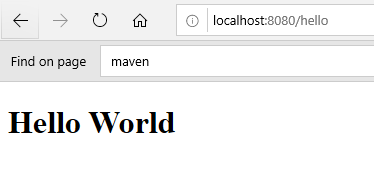 localhost:8080/hello
Find on page maven
Hello World